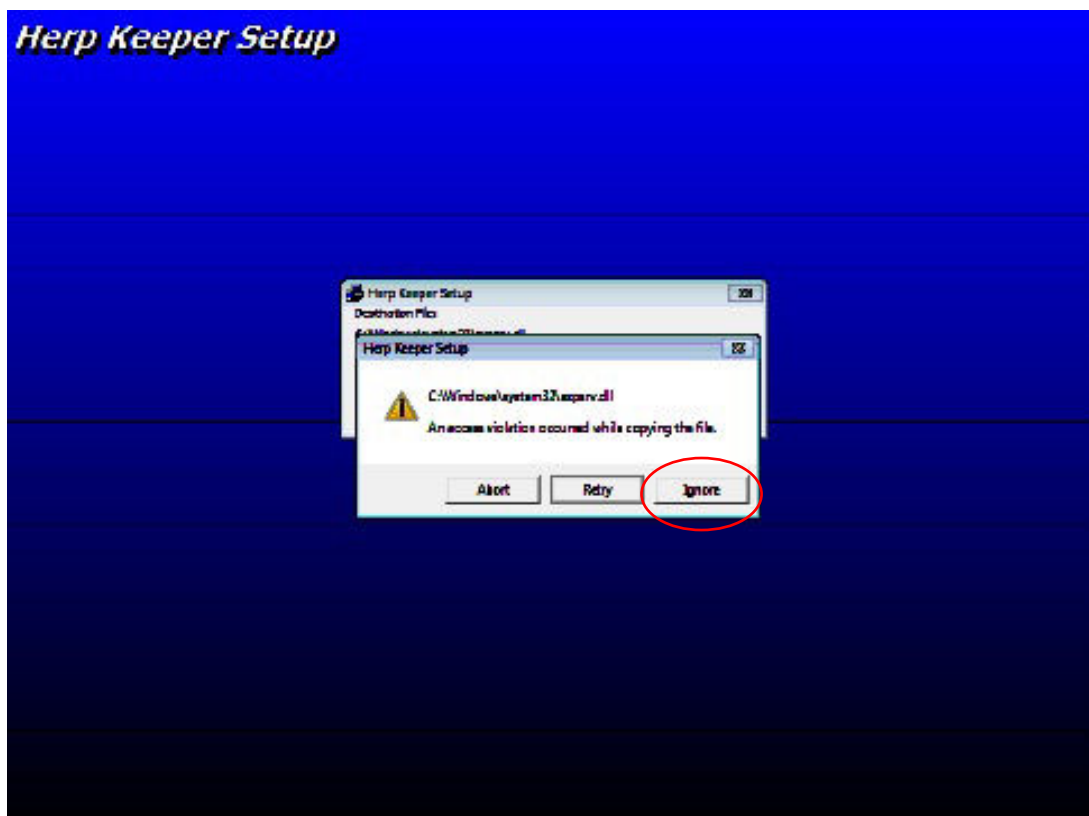 Herp Keeper Setup
Herp Keeper Setup
Destination Files
Herp Keeper Setup
An access violation occurred while copying the file.
Abort
Retry
Ignore